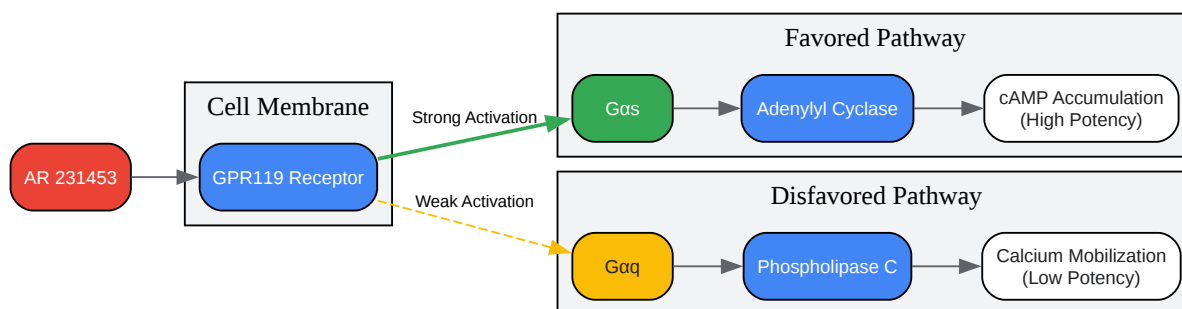 Favored Pathway
Cell Membrane
Gαs
Adenylyl Cyclase
cAMP Accumulation
(High Potency)
Strong Activation
AR 231453
GPR119 Receptor
Disfavored Pathway
Weak Activation
Gαq
Phospholipase C
Calcium Mobilization
(Low Potency)